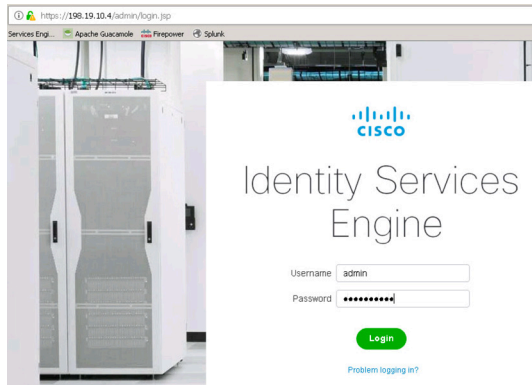 https://198.19.10.4/admin/login.jsp
Services Engi... Apache Guacamole Firepower Splunk
CISCO
Identity Services
Engine
Username admin
Password
Login
Problem logging in?